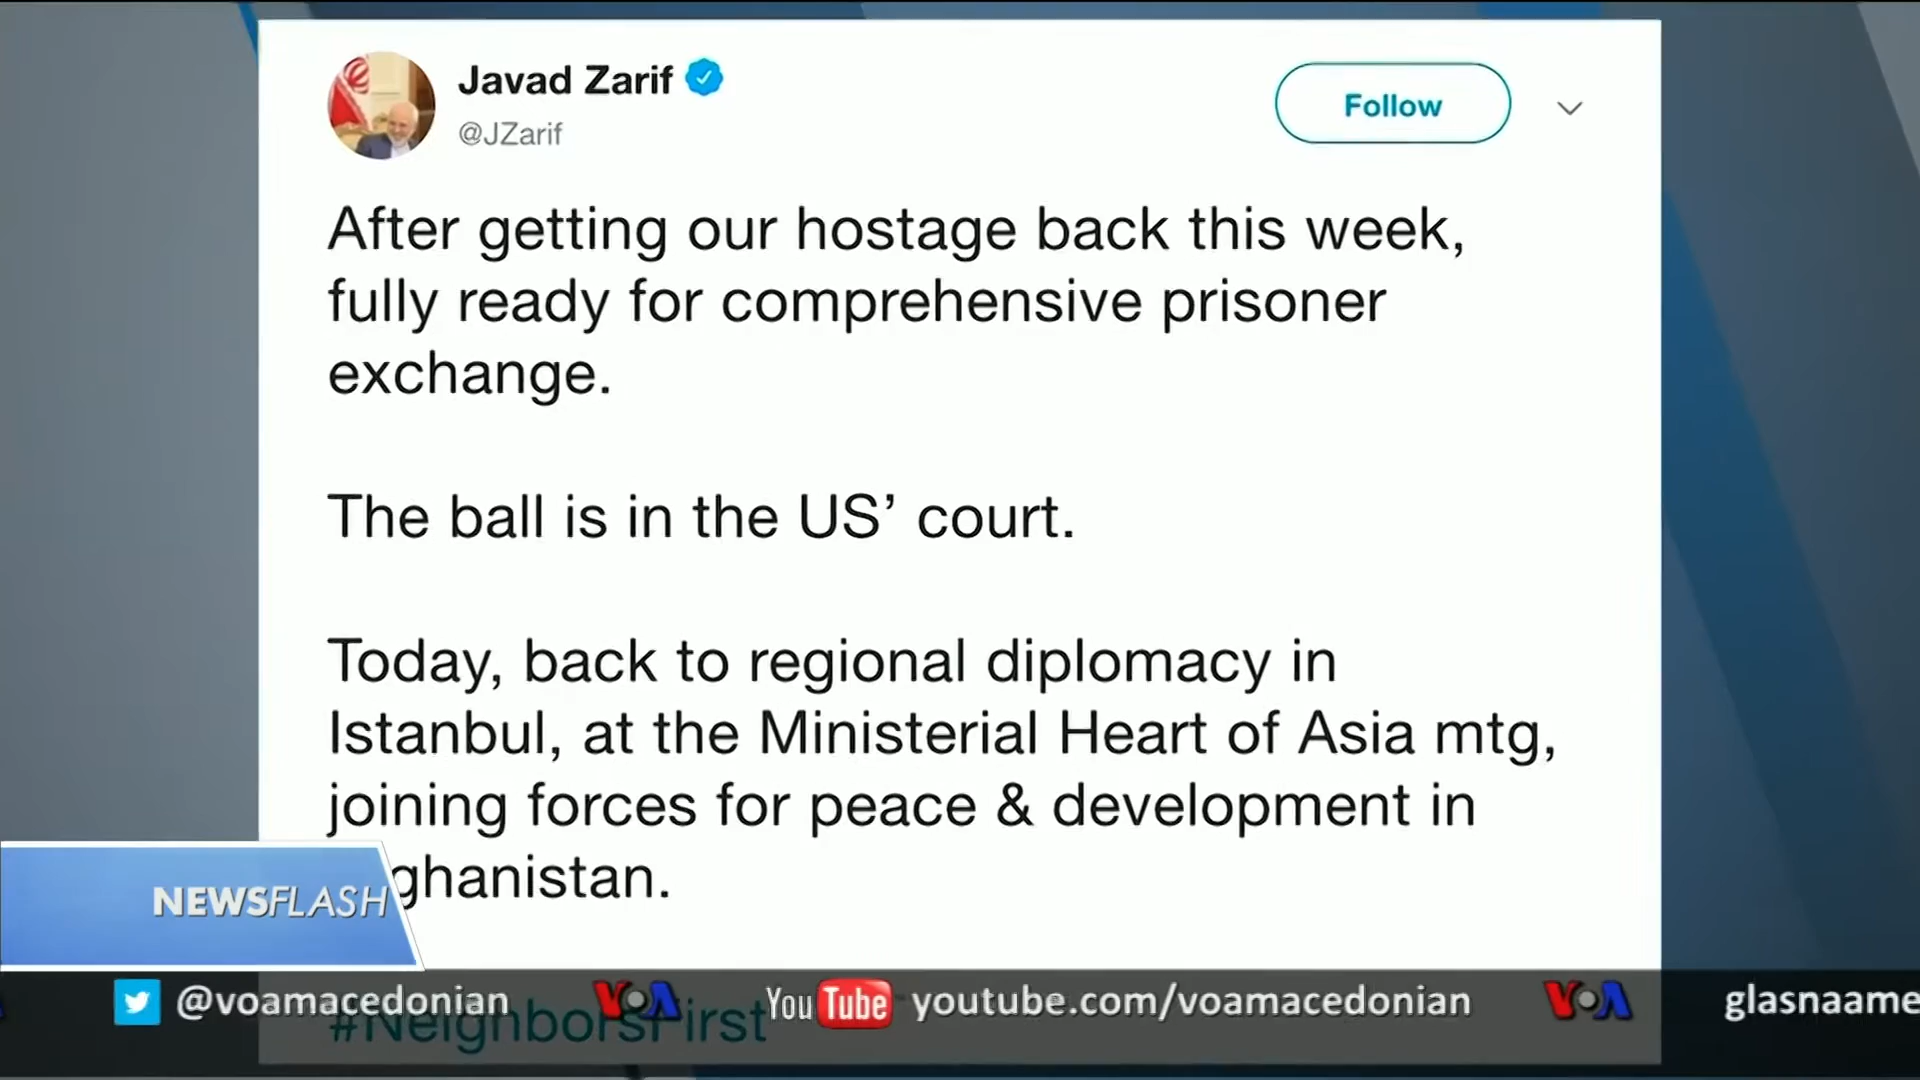 Javad Zarif
@JZarif
Follow
After getting our hostage back this week,
fully ready for comprehensive prisoner
exchange.
The ball is in the US’ court.
Today, back to regional diplomacy in
Istanbul, at the Ministerial Heart of Asia mtg,
joining forces for peace & development in
ghanistan.
NEWSFLASH
#NeighborsFirst
@voamacedonian VOA YouTube youtube.com/voamacedonian VOA glasnaame